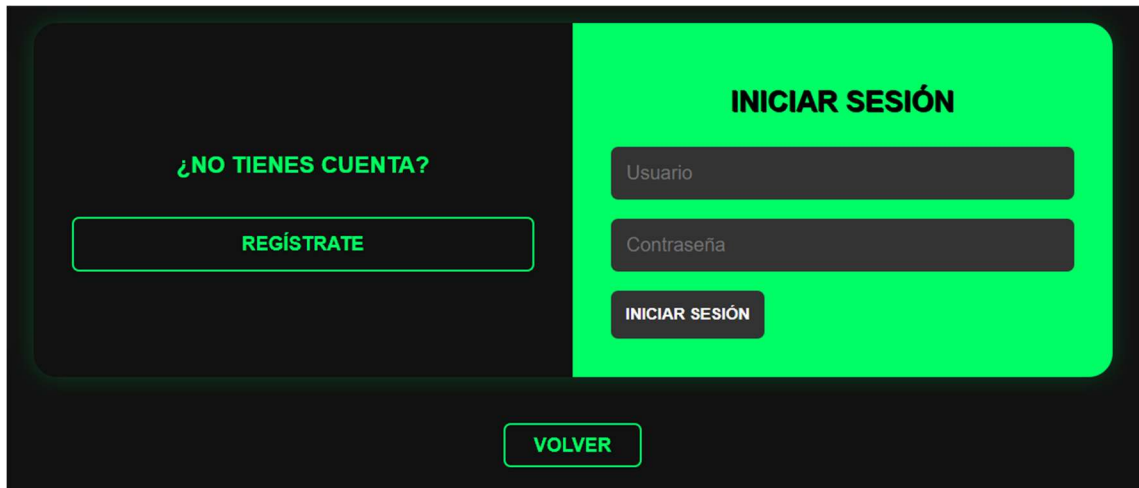 ¿NO TIENES CUENTA?
REGÍSTRATE
INICIAR SESIÓN
Usuario
Contraseña
INICIAR SESIÓN
VOLVER